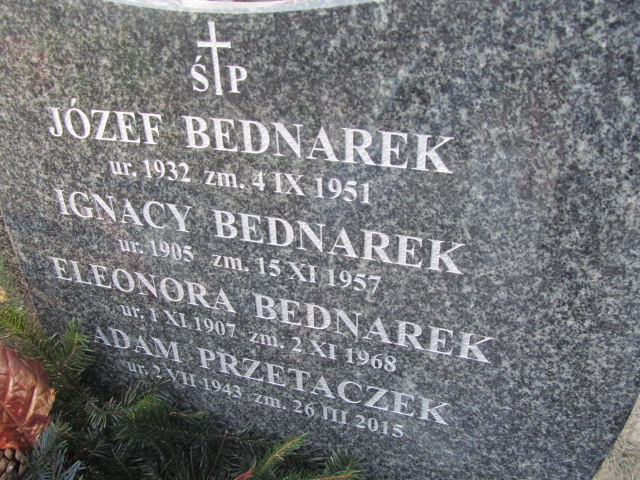 ŚP
JÓZEF BEDNAREK
ur. 1932 zm. 4 IX 1951
IGNACY BEDNAREK
ur. 1905 zm. 15 XI 1957
ELEONORA BEDNAREK
ur. 1 XI 1907 zm. 2 XI 1968
ADAM PRZETACZEK
ur. 2 VII 1943 zm. 26 III 2015